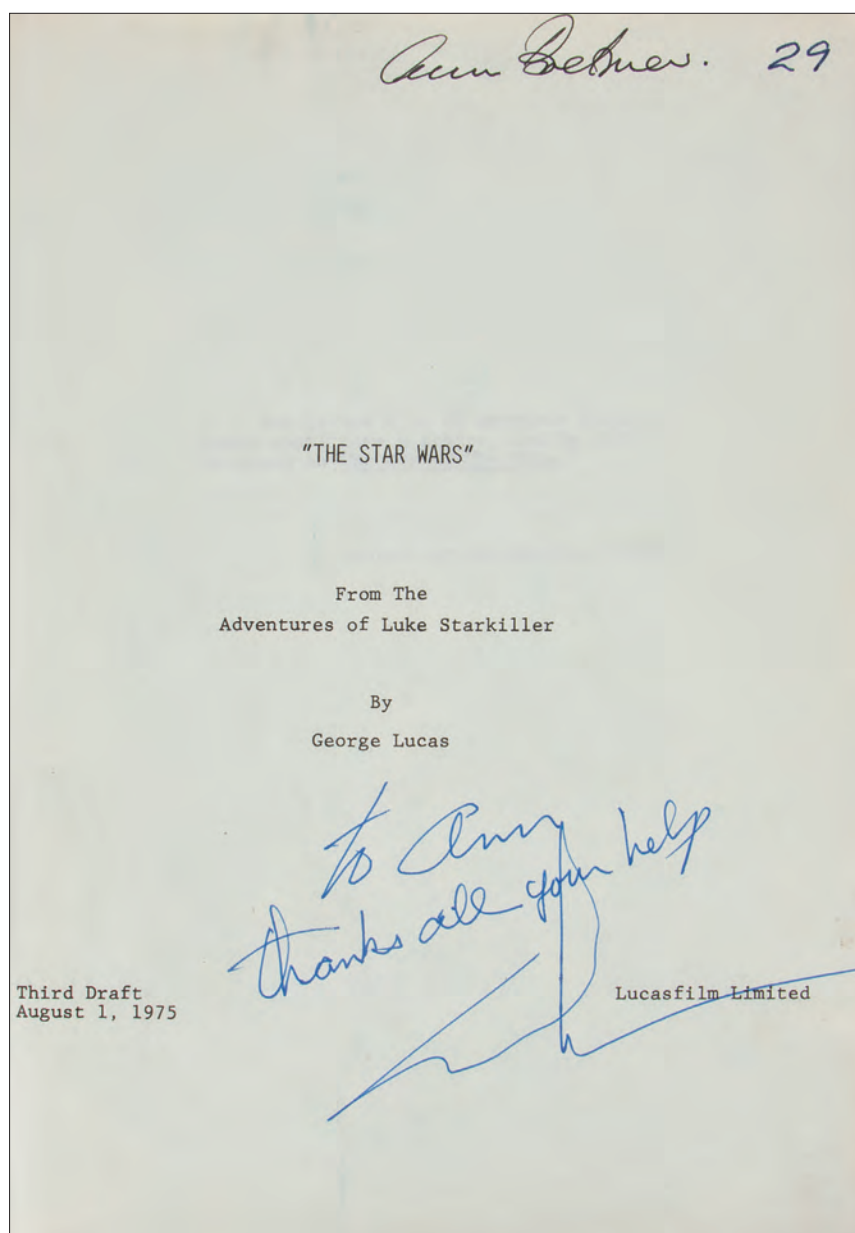 Ann 29
"THE STAR WARS"
From The
Adventures of Luke Starkiller
By
George Lucas
To Ann
thanks all your help
Third Draft
August 1, 1975
Lucasfilm Limited